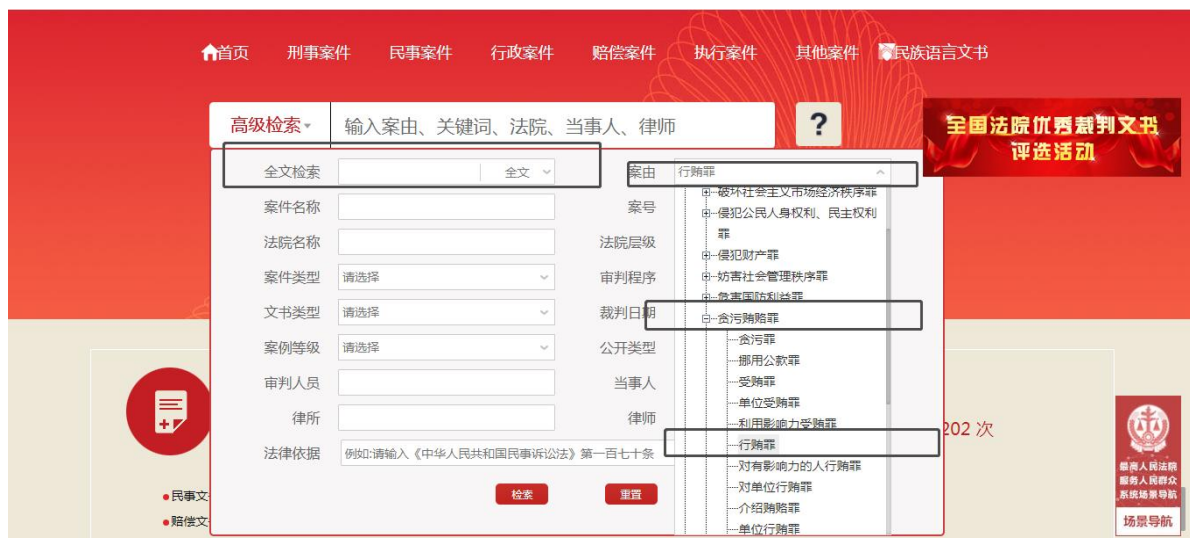 首页 刑事案件 民事案件 行政案件 赔偿案件 执行案件 其他案件 民族语言文书
高级检索 输入案由、关键词、法院、当事人、律师 ?
全国法院优秀裁判文书
评选活动
全文检索 全文 案由 行贿罪
破坏社会主义市场经济秩序罪
案件名称 案号 侵犯公民人身权利、民主权利
罪
法院名称 法院层级 侵犯财产罪
案件类型 请选择 审判程序 妨害社会管理秩序罪
危害国防利益罪
文书类型 请选择 裁判日期 贪污贿赂罪
贪污罪
案例等级 请选择 公开类型 挪用公款罪
审判人员 当事人 受贿罪
单位受贿罪
律所 律师 利用影响力受贿罪
202 次
行贿罪
法律依据 例如:请输入《中华人民共和国民事诉讼法》第一百七十条
对有影响力的人行贿罪
检索 重置 对单位行贿罪
介绍贿赂罪
单位行贿罪
民事文
赔偿文
最高人民法院
服务人民群众
系统场景导航
场景导航